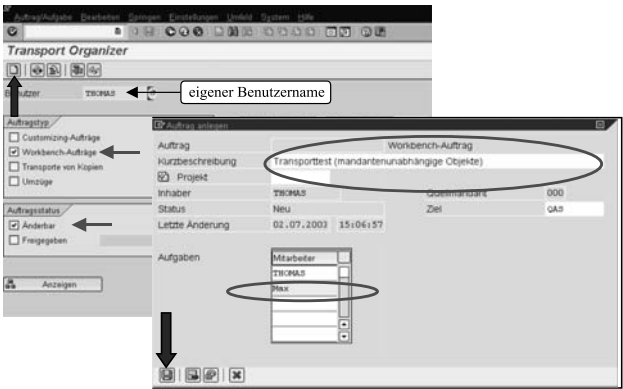 Auftrag/Aufgabe Bearbeiten Springen Einstellungen Umfeld System Hilfe
Transport Organizer
Benutzer THOMAS
eigener Benutzername
Auftragstyp
Customizing-Aufträge
Workbench-Aufträge
Transporte von Kopien
Umzüge
Auftragsstatus
Änderbar
Freigegeben
Anzeigen
Auftrag anlegen
Auftrag Workbench-Auftrag
Kurzbeschreibung Transporttest (mandantenunabhängige Objekte)
Projekt
Inhaber THOMAS Quellmandant 000
Status Neu Ziel QAS
Letzte Änderung 02.07.2003 15:06:57
Aufgaben Mitarbeiter
THOMAS
Max